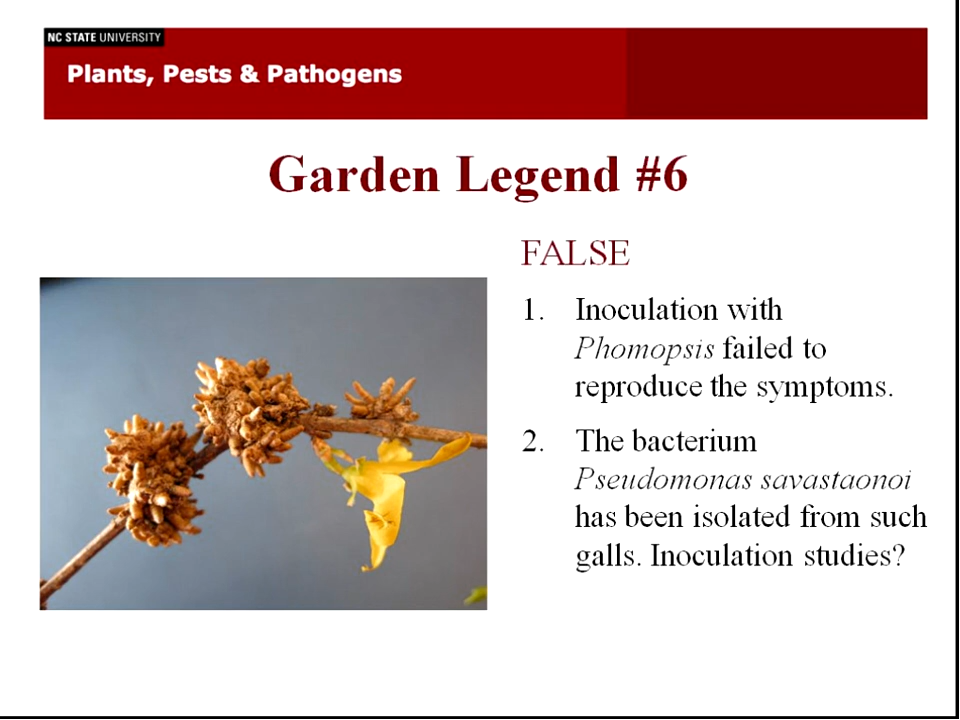 NC STATE UNIVERSITY
Plants, Pests & Pathogens
Garden Legend #6
FALSE
1. Inoculation with
Phomopsis failed to
reproduce the symptoms.
2. The bacterium
Pseudomonas savastaonoi
has been isolated from such
galls. Inoculation studies?